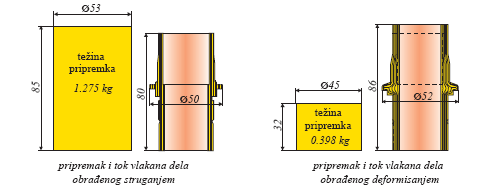 Ø53
85
težina
pripremka
1.275 kg
80
Ø50
pripremak i tok vlakana dela
obrađenog struganjem
Ø45
32
težina
pripremka
0.398 kg
86
Ø52
pripremak i tok vlakana dela
obrađenog deformisanjem